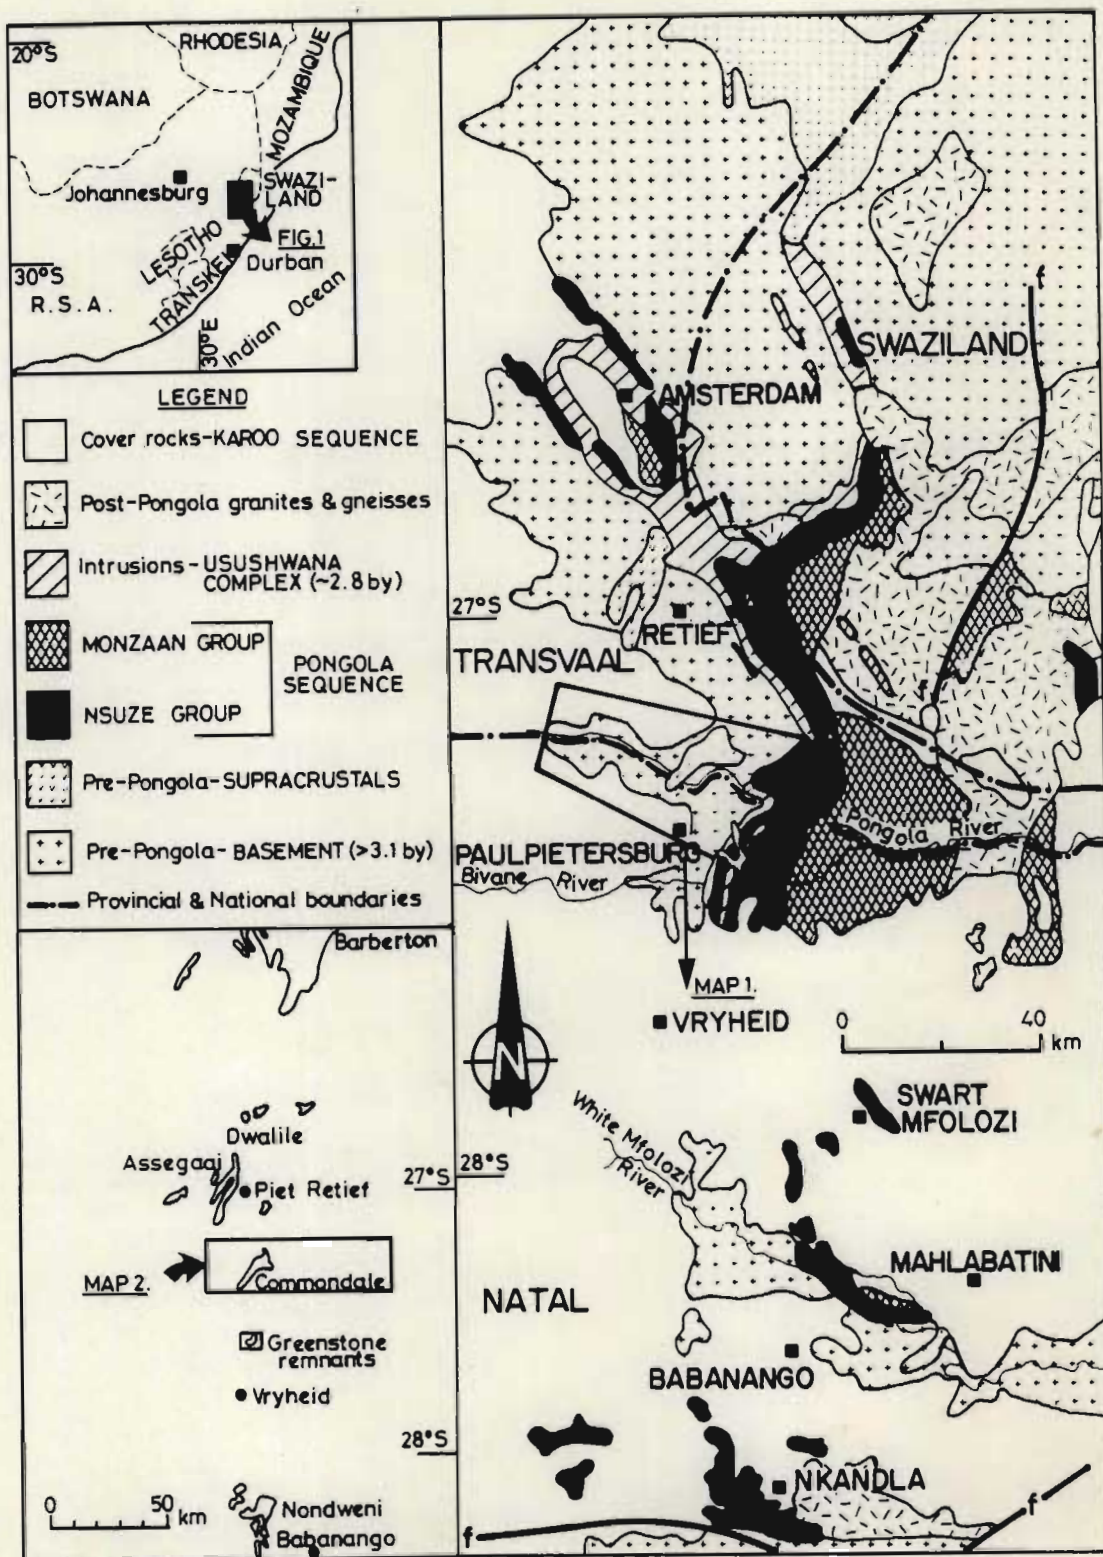 20°S
RHODESIA
BOTSWANA
MOZAMBIQUE
Johannesburg
SWAZI-
LAND
FIG.1
LESOTHO
Durban
30°S
TRANSKEI
R.S.A.
30°E
Indian Ocean
LEGEND
Cover rocks-KAROO SEQUENCE
Post-Pongola granites & gneisses
Intrusions-USUSHWANA
COMPLEX (~2.8 by)
MONZAAN GROUP
PONGOLA
SEQUENCE
NSUZE GROUP
Pre-Pongola-SUPRACRUSTALS
Pre-Pongola-BASEMENT (>3.1 by)
Provincial & National boundaries
f
SWAZILAND
AMSTERDAM
27°S
RETIEF
TRANSVAAL
f
Pongola River
PAULPIETERSBURG
Bivane River
MAP 1.
VRYHEID
0 40
km
N
SWART
MFOLOZI
White Mfolozi
River
28°S
MAHLABATINI
NATAL
BABANANGO
NKANDLA
f
f
Barberton
Dwalile
Assegaai
27°S
Piet Retief
MAP 2.
Commondale
Greenstone
remnants
Vryheid
28°S
0 50
km
Nondweni
Babanango